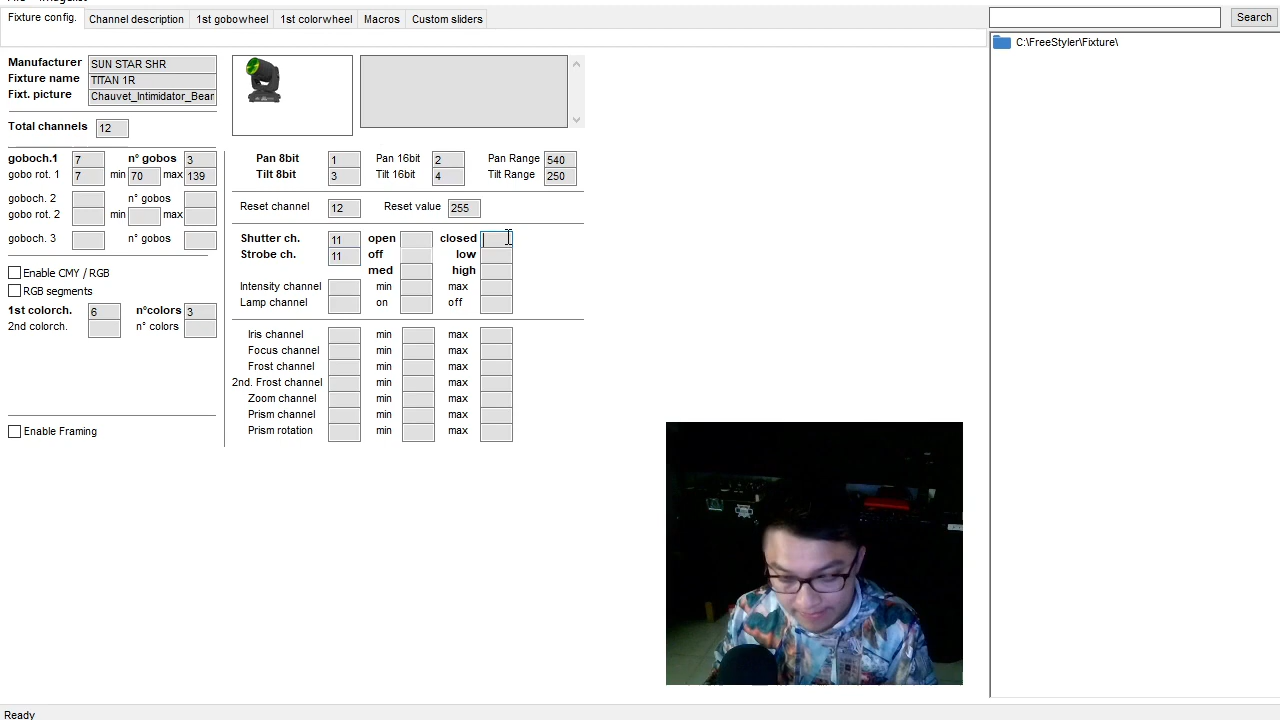 Fixture config.
Channel description
1st gobowheel
1st colorwheel
Macros
Custom sliders
Search
C:\FreeStyler\Fixture\
Manufacturer SUN STAR SHR
Fixture name TITAN 1R
Fixt. picture Chauvet_Intimidator_Bear
Total channels 12
goboch.1 7 n° gobos 3
gobo rot. 1 7 min 70 max 139
goboch. 2 n° gobos
gobo rot. 2 min max
goboch. 3 n° gobos
Enable CMY / RGB
RGB segments
1st colorch. 6 n°colors 3
2nd colorch. n° colors
Enable Framing
Pan 8bit 1 Pan 16bit 2 Pan Range 540
Tilt 8bit 3 Tilt 16bit 4 Tilt Range 250
Reset channel 12 Reset value 255
Shutter ch. 11 open closed
Strobe ch. 11 off low
med high
Intensity channel min max
Lamp channel on off
Iris channel min max
Focus channel min max
Frost channel min max
2nd. Frost channel min max
Zoom channel min max
Prism channel min max
Prism rotation min max
Ready